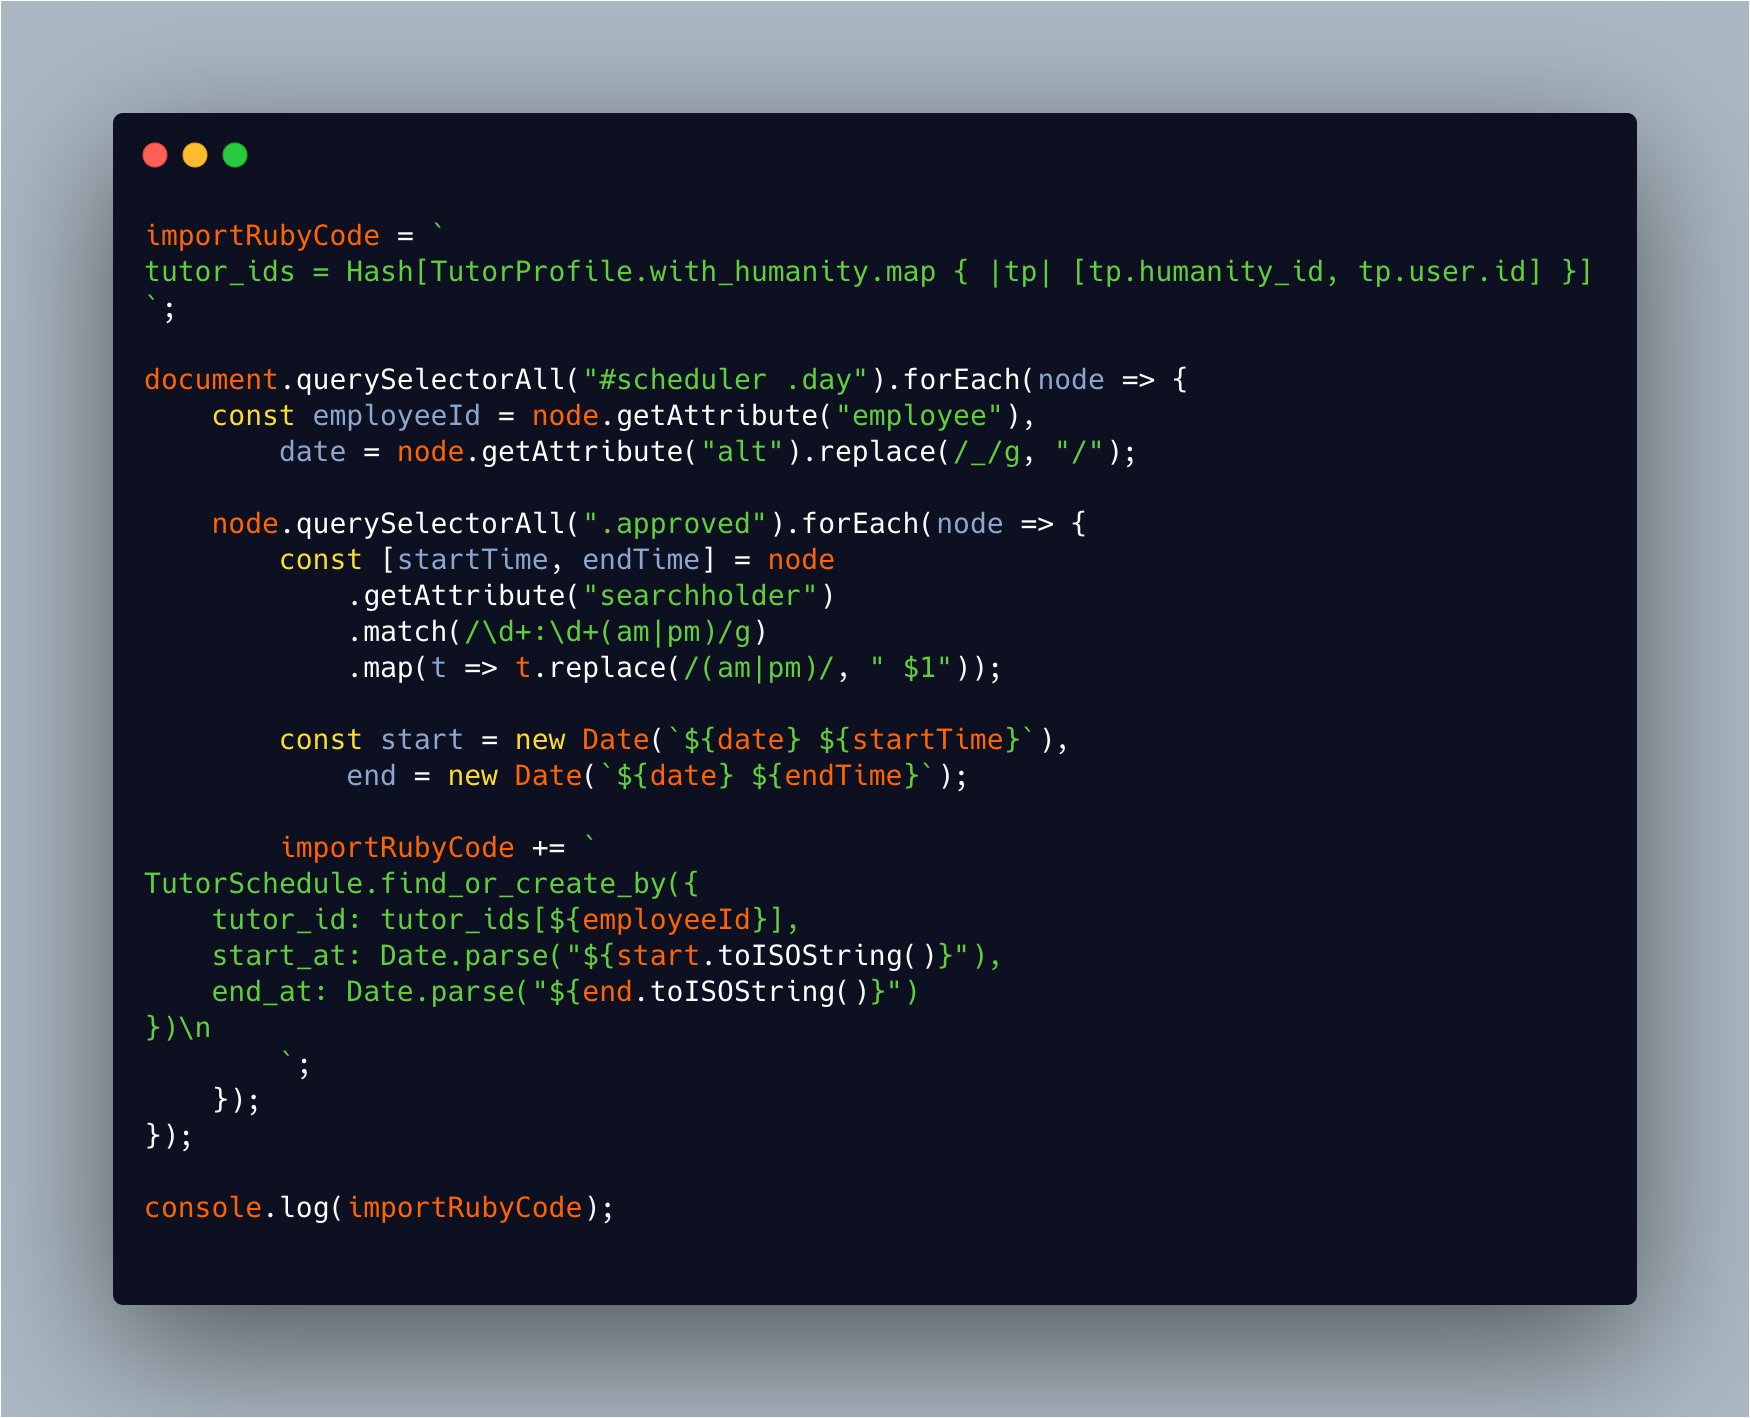 importRubyCode = `
tutor_ids = Hash[TutorProfile.with_humanity.map { |tp| [tp.humanity_id, tp.user.id] }]
`;

document.querySelectorAll("#scheduler .day").forEach(node => {
    const employeeId = node.getAttribute("employee"),
        date = node.getAttribute("alt").replace(/_/g, "/");

    node.querySelectorAll(".approved").forEach(node => {
        const [startTime, endTime] = node
            .getAttribute("searchholder")
            .match(/\d+:\d+(am|pm)/g)
            .map(t => t.replace(/(am|pm)/, " $1"));

        const start = new Date(`${date} ${startTime}`),
            end = new Date(`${date} ${endTime}`);

        importRubyCode += `
TutorSchedule.find_or_create_by({
    tutor_id: tutor_ids[${employeeId}],
    start_at: Date.parse("${start.toISOString()}"),
    end_at: Date.parse("${end.toISOString()}")
})\n
        `;
    });
});

console.log(importRubyCode);